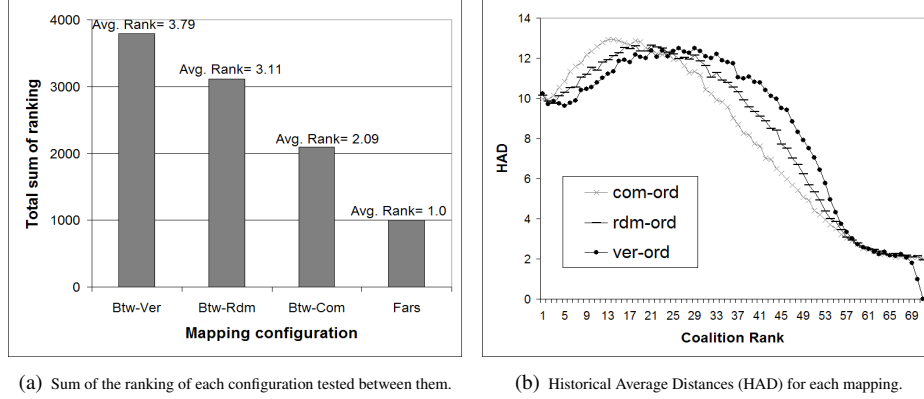 4000
3000
2000
1000
0
Total sum of ranking
Avg. Rank= 3.79
Avg. Rank= 3.11
Avg. Rank= 2.09
Avg. Rank= 1.0
Btw-Ver Btw-Rdm Btw-Com Fars
Mapping configuration
14
12
10
8
6
4
2
0
HAD
com-ord
rdm-ord
ver-ord
1 5 9 13 17 21 25 29 33 37 41 45 49 53 57 61 65 69
Coalition Rank
(a) Sum of the ranking of each configuration tested between them.
(b) Historical Average Distances (HAD) for each mapping.